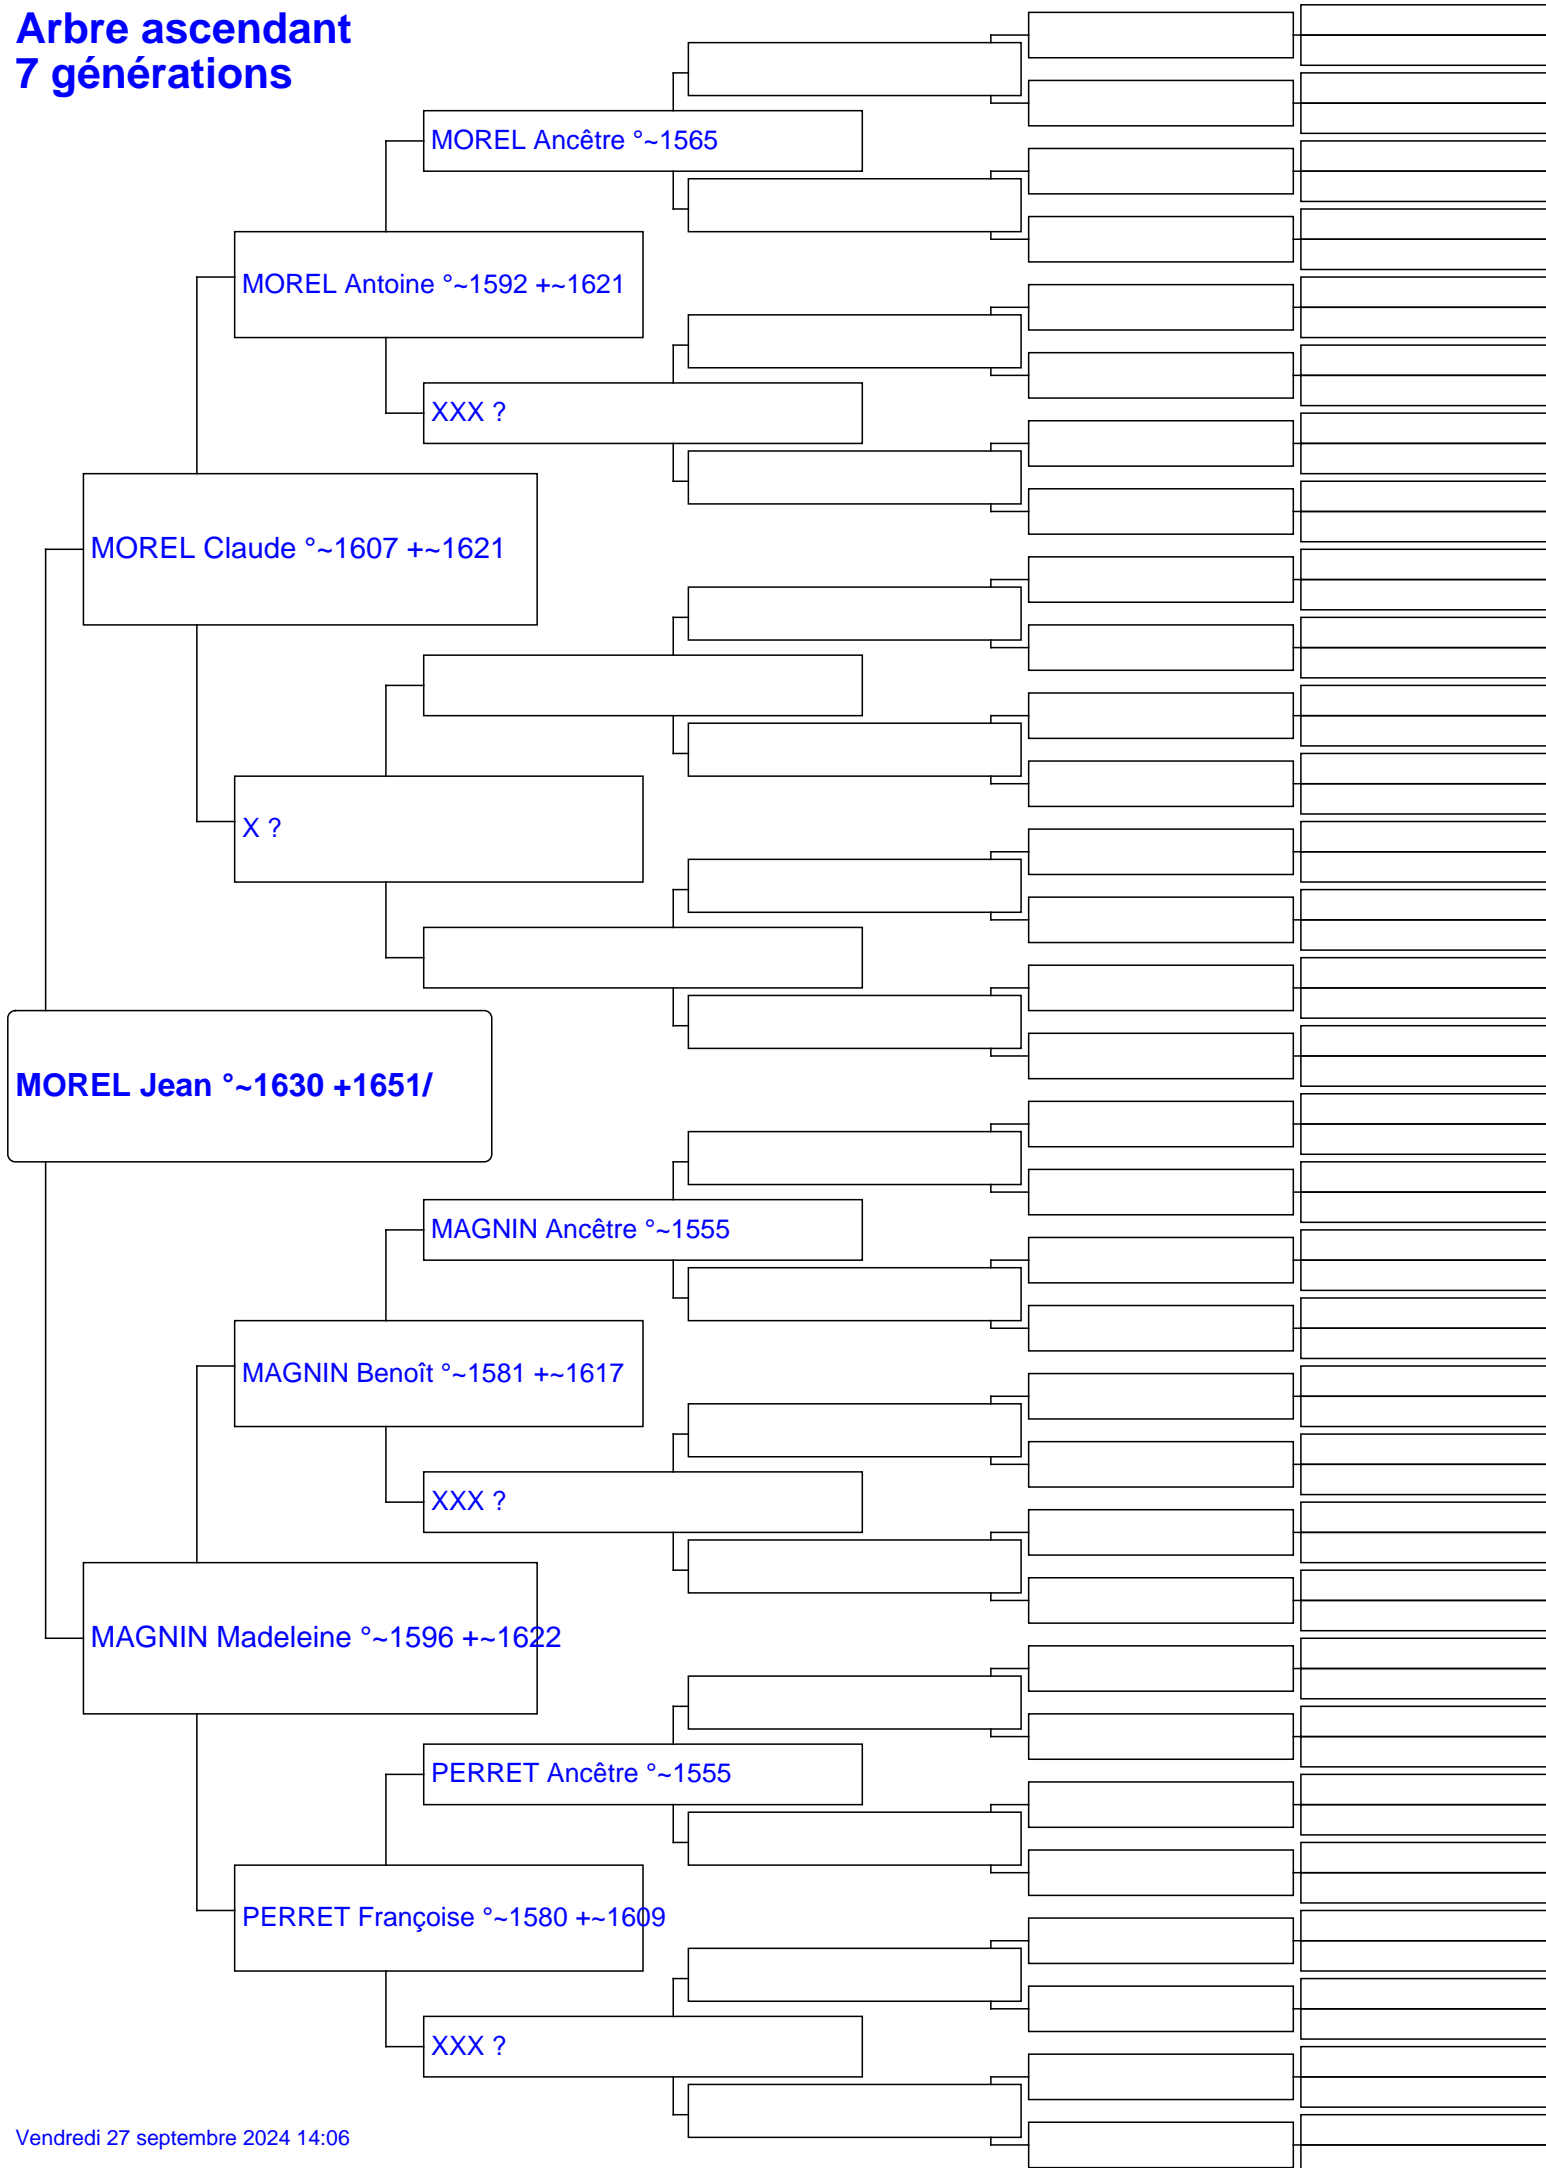 Arbre ascendant
7 générations
MOREL Ancêtre °~1565
MOREL Antoine °~1592 +~1621
XXX ?
MOREL Claude °~1607 +~1621
X ?
MOREL Jean °~1630 +1651/
MAGNIN Ancêtre °~1555
MAGNIN Benoît °~1581 +~1617
XXX ?
MAGNIN Madeleine °~1596 +~1622
PERRET Ancêtre °~1555
PERRET Françoise °~1580 +~1609
XXX ?
Vendredi 27 septembre 2024 14:06